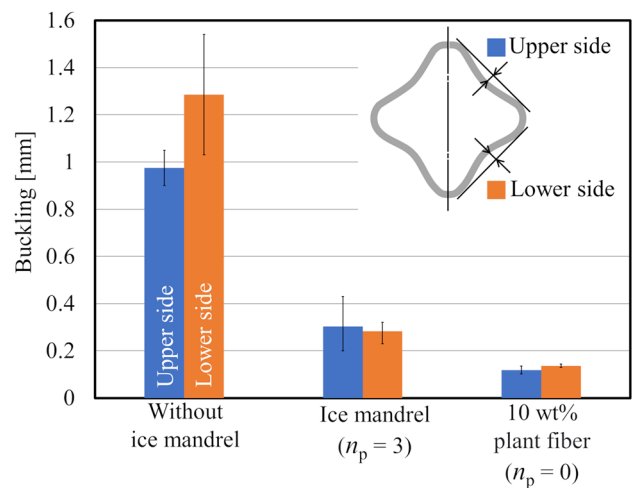 1.6
1.4
1.2
1
0.8
0.6
0.4
0.2
0
Buckling [mm]
Upper side
Lower side
Upper side
Lower side
Without
ice mandrel
Ice mandrel
(np = 3)
10 wt%
plant fiber
(np = 0)